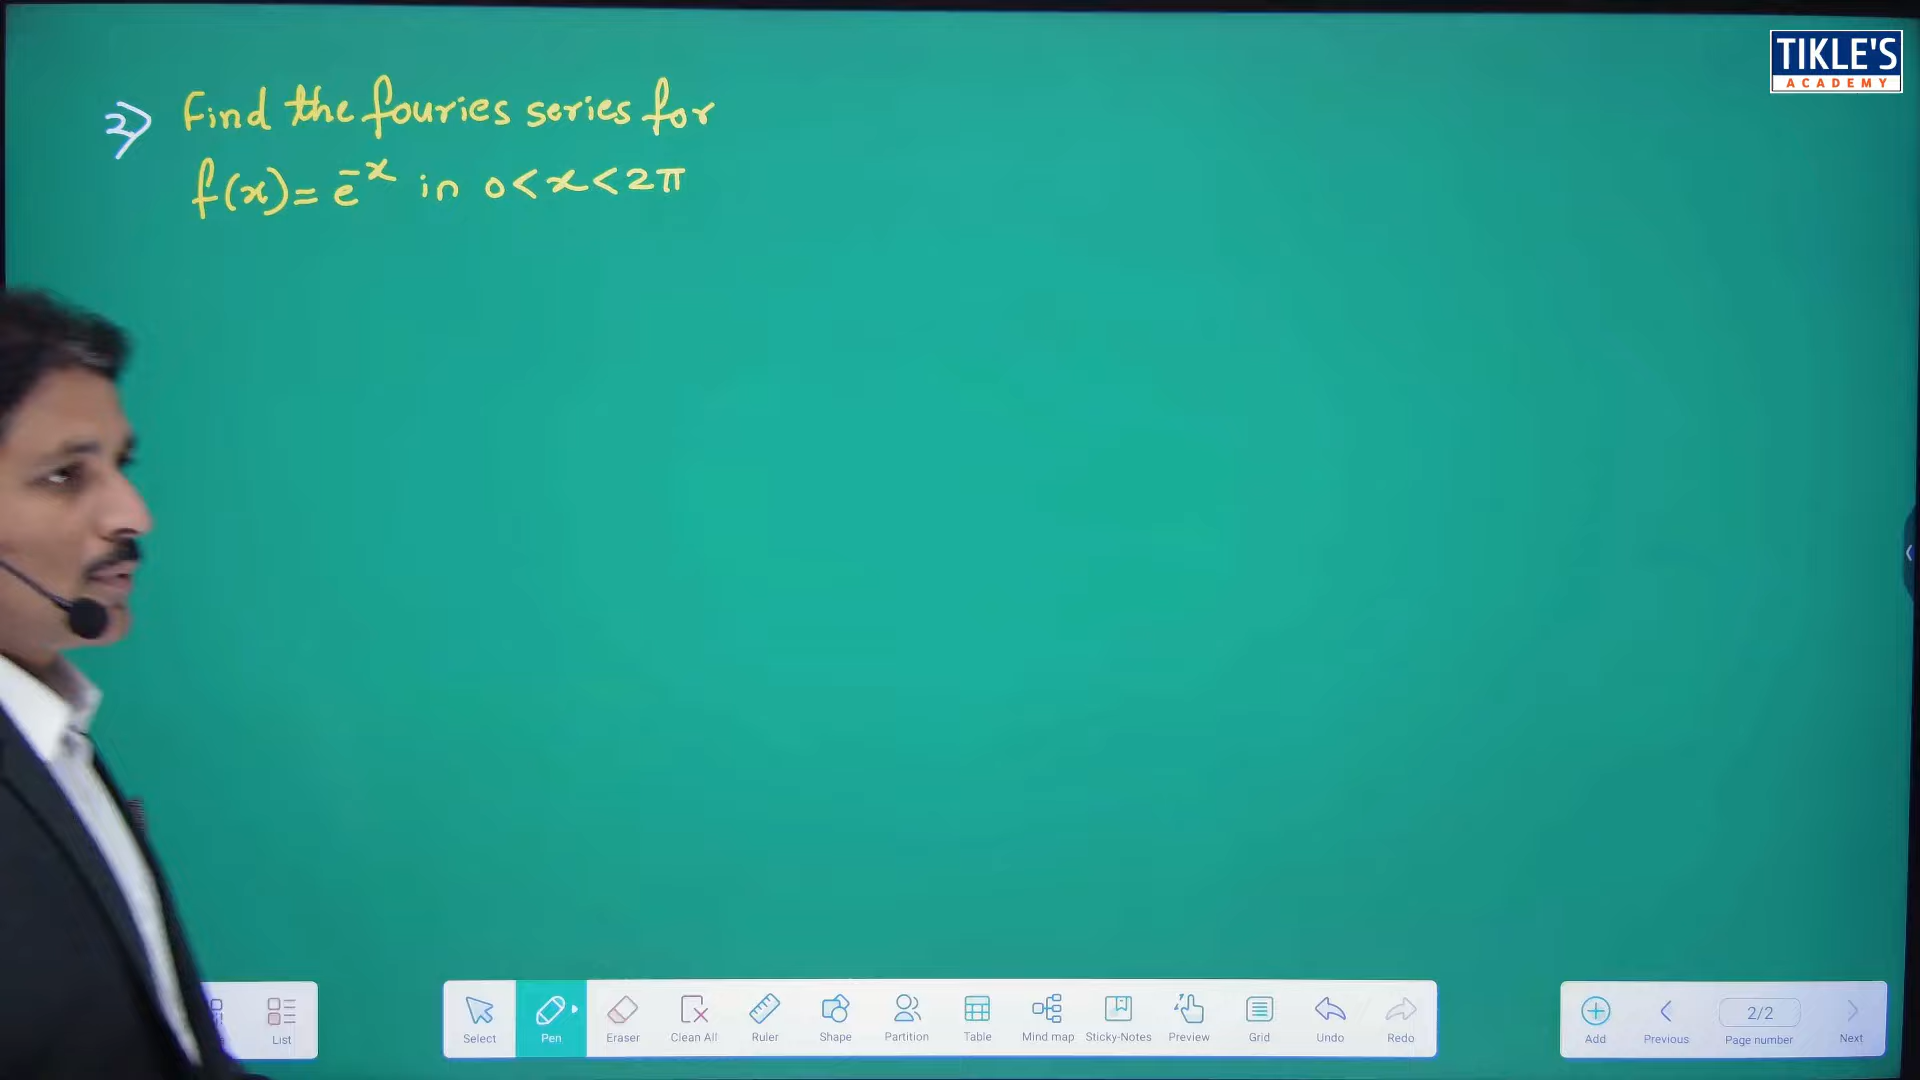 TIKLE'S
ACADEMY
2) Find the fouries series for
f(x) = e^-x in 0<x<2π
List
Select
Pen
Eraser
Clean All
Ruler
Shape
Partition
Table
Mind map
Sticky-Notes
Preview
Grid
Undo
Redo
Add
Previous
2/2
Page number
Next